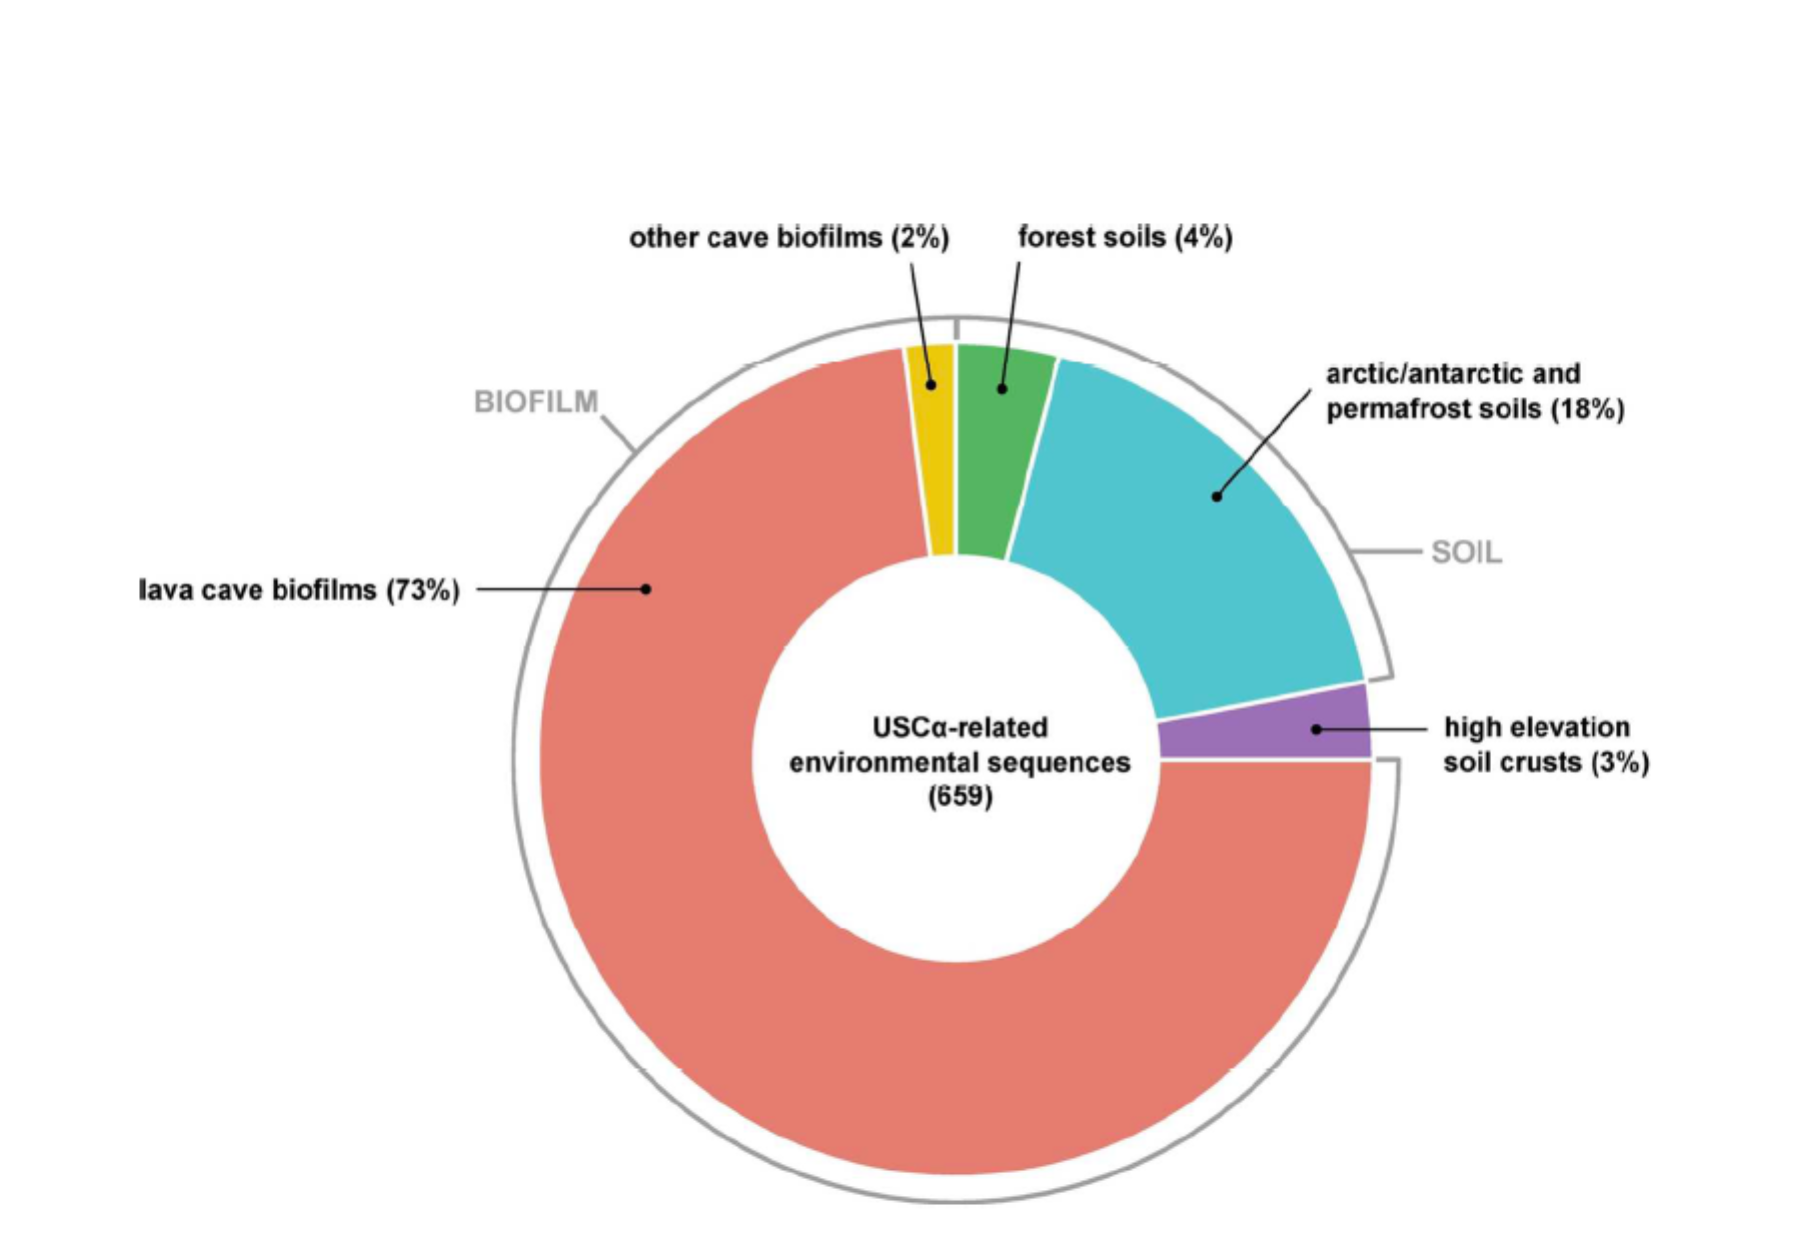 other cave biofilms (2%)
forest soils (4%)
arctic/antarctic and
permafrost soils (18%)
BIOFILM
SOIL
lava cave biofilms (73%)
USCα-related
environmental sequences
(659)
high elevation
soil crusts (3%)